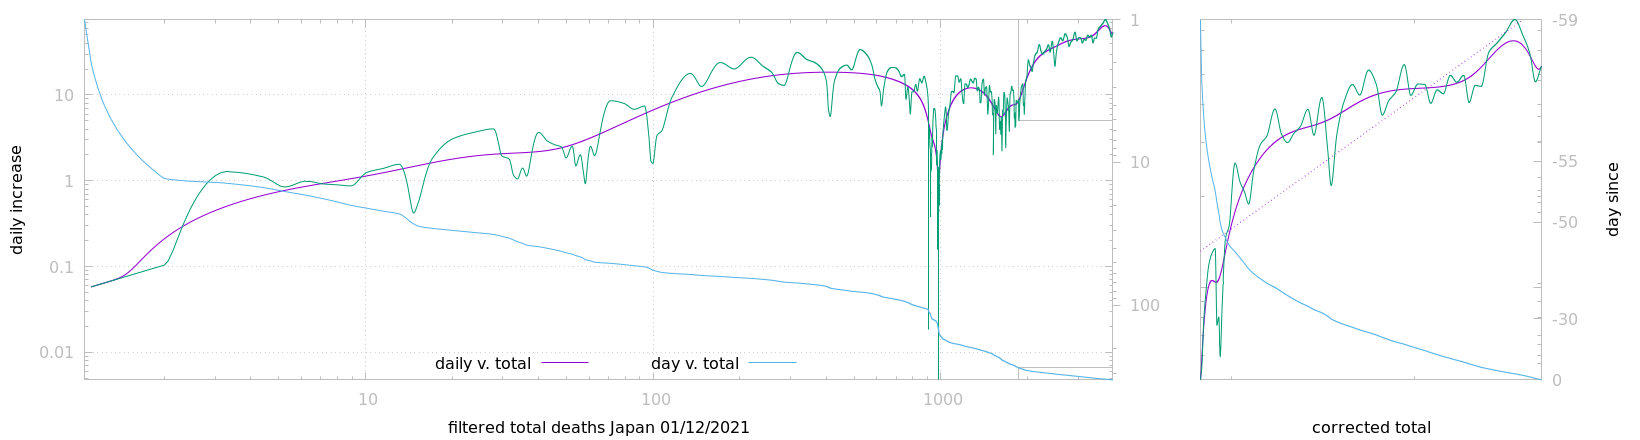 daily increase
10
1
0.1
0.01
daily v. total
day v. total
10
100
1000
filtered total deaths Japan 01/12/2021
1
10
100
-59
-55
-50
-30
0
day since
corrected total